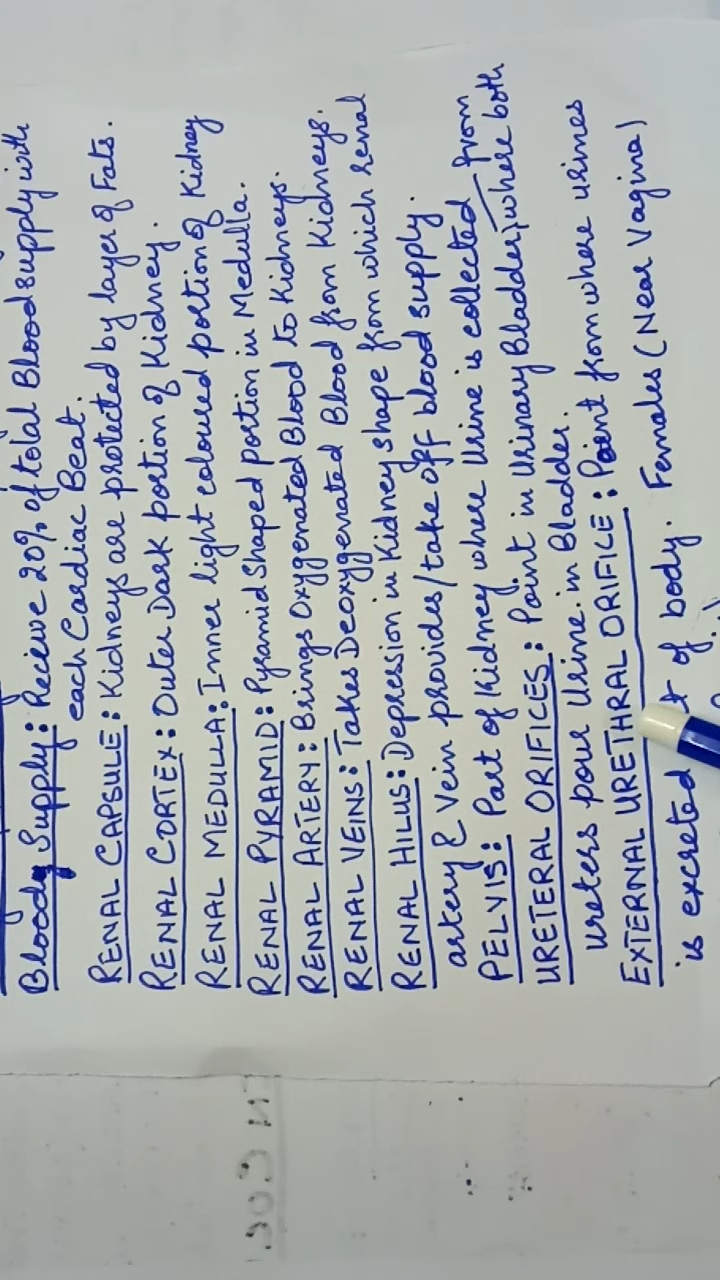 Blood Supply: Recieve 20% of total Blood supply with
each Cardiac Beat.
RENAL CAPSULE: Kidneys are protected by layer of Fats.
RENAL CORTEX: Outer Dark portion of Kidney.
RENAL MEDULLA: Inner light coloured portion of Kidney
RENAL PYRAMID: Pyramid Shaped portion in Medulla.
RENAL ARTERY: Brings Oxygenated Blood to Kidneys.
RENAL VEINS: Takes Deoxygenated Blood from Kidneys.
RENAL HILUS: Depression in Kidney shape from which renal
artery & Vein provides/take off blood supply.
PELVIS: Part of Kidney where Urine is collected from
URETERAL ORIFICES: Point in Urinary Bladder, where both
ureters pour Urine in Bladder.
EXTERNAL URETHRAL ORIFICE: Point from where urines
is excreted of body. Females (Near Vagina)